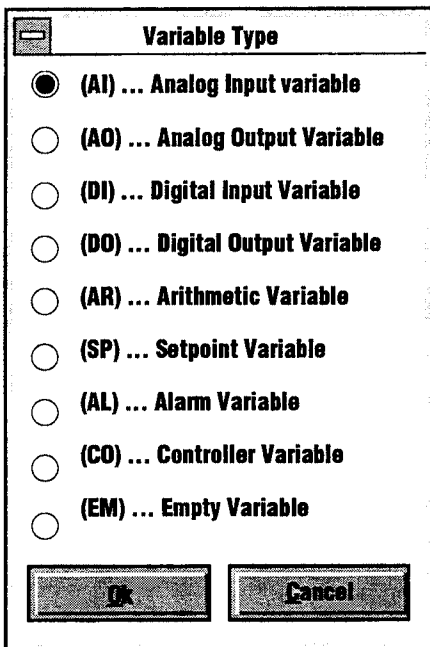 Variable Type
(AI) ... Analog Input variable
(AO) ... Analog Output Variable
(DI) ... Digital Input Variable
(DO) ... Digital Output Variable
(AR) ... Arithmetic Variable
(SP) ... Setpoint Variable
(AL) ... Alarm Variable
(CO) ... Controller Variable
(EM) ... Empty Variable
Ok Cancel